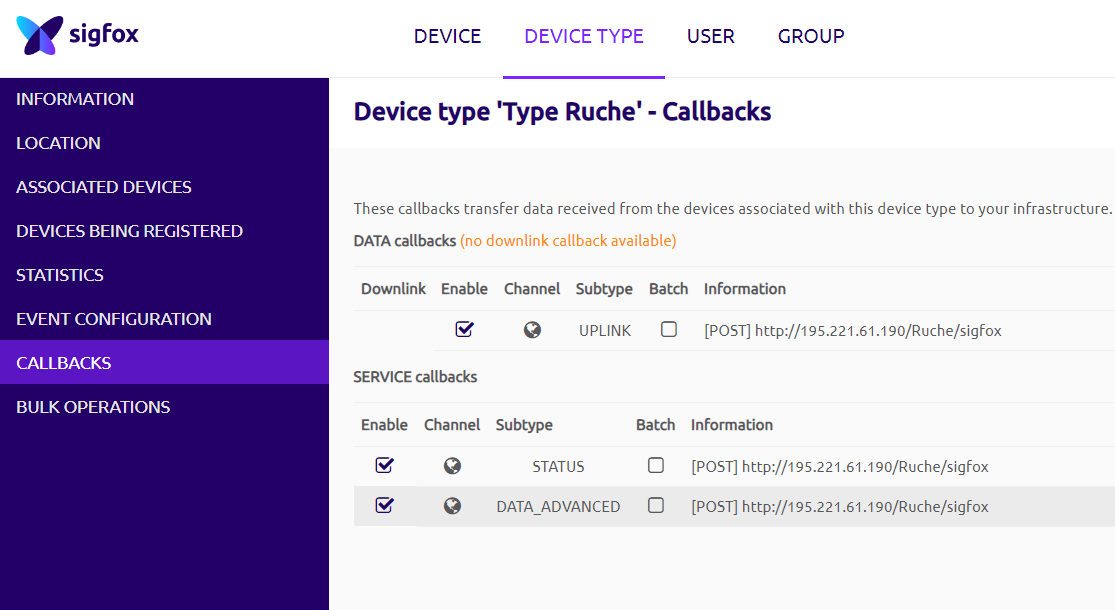 sigfox
DEVICE DEVICE TYPE USER GROUP
INFORMATION
LOCATION
ASSOCIATED DEVICES
DEVICES BEING REGISTERED
STATISTICS
EVENT CONFIGURATION
CALLBACKS
BULK OPERATIONS
Device type 'Type Ruche' - Callbacks
These callbacks transfer data received from the devices associated with this device type to your infrastructure.
DATA callbacks (no downlink callback available)
Downlink Enable Channel Subtype Batch Information
UPLINK [POST] http://195.221.61.190/Ruche/sigfox
SERVICE callbacks
Enable Channel Subtype Batch Information
STATUS [POST] http://195.221.61.190/Ruche/sigfox
DATA_ADVANCED [POST] http://195.221.61.190/Ruche/sigfox